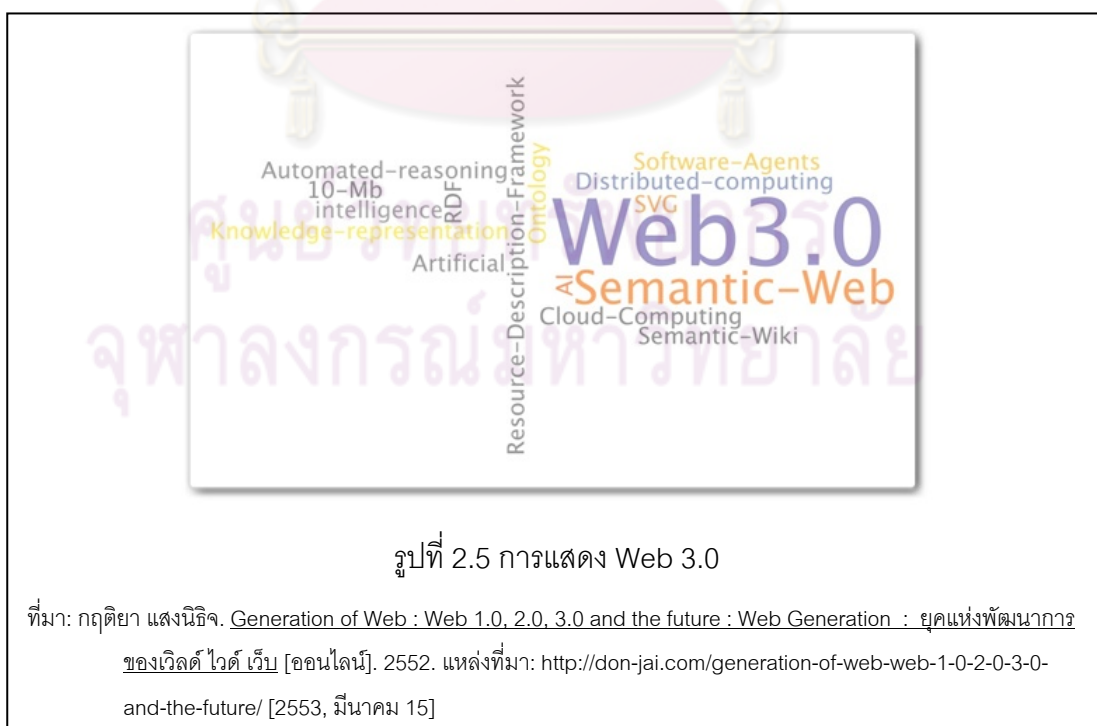 Resource-Description-Framework
Automated-reasoning
10-Mb
intelligence
RDF
Knowledge-representation
Artificial
Ontology
Software-Agents
Distributed-computing
SVG
Web3.0
AI
Semantic-Web
Cloud-Computing
Semantic-Wiki
ศูนย์วิทยทรัพยากร
จุฬาลงกรณ์มหาวิทยาลัย
รูปที่ 2.5 การแสดง Web 3.0
ที่มา: กฤติยา แสงนิธิจ. Generation of Web : Web 1.0, 2.0, 3.0 and the future : Web Generation : ยุคแห่งพัฒนาการ
ของเวิลด์ ไวด์ เว็บ [ออนไลน์]. 2552. แหล่งที่มา: http://don-jai.com/generation-of-web-web-1-0-2-0-3-0-
and-the-future/ [2553, มีนาคม 15]